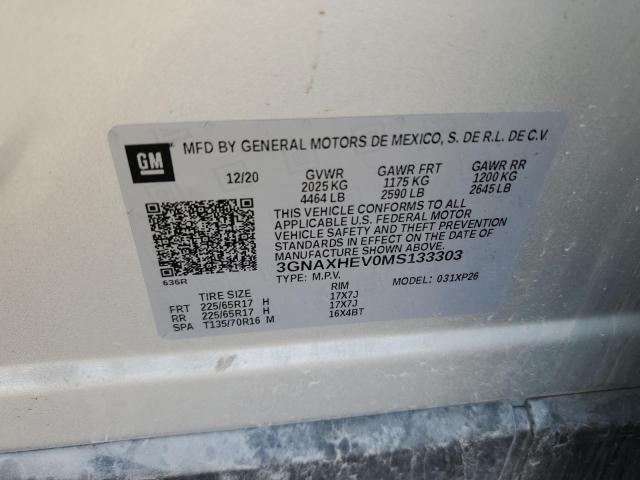 GM
MFD BY GENERAL MOTORS DE MEXICO, S. DE R.L. DE C.V.
12/20 GVWR GAWR FRT GAWR RR
2025 KG 1175 KG 1200 KG
4464 LB 2590 LB 2645 LB
THIS VEHICLE CONFORMS TO ALL
APPLICABLE U.S. FEDERAL MOTOR
VEHICLE SAFETY AND THEFT PREVENTION
STANDARDS IN EFFECT ON THE DATE OF
MANUFACTURE SHOWN ABOVE.
3GNAXHEV0MS133303
636R TYPE: M.P.V. MODEL: 031XP26
TIRE SIZE RIM
FRT 225/65R17 H 17X7J
RR 225/65R17 H 17X7J
SPA T135/70R16 M 16X4BT